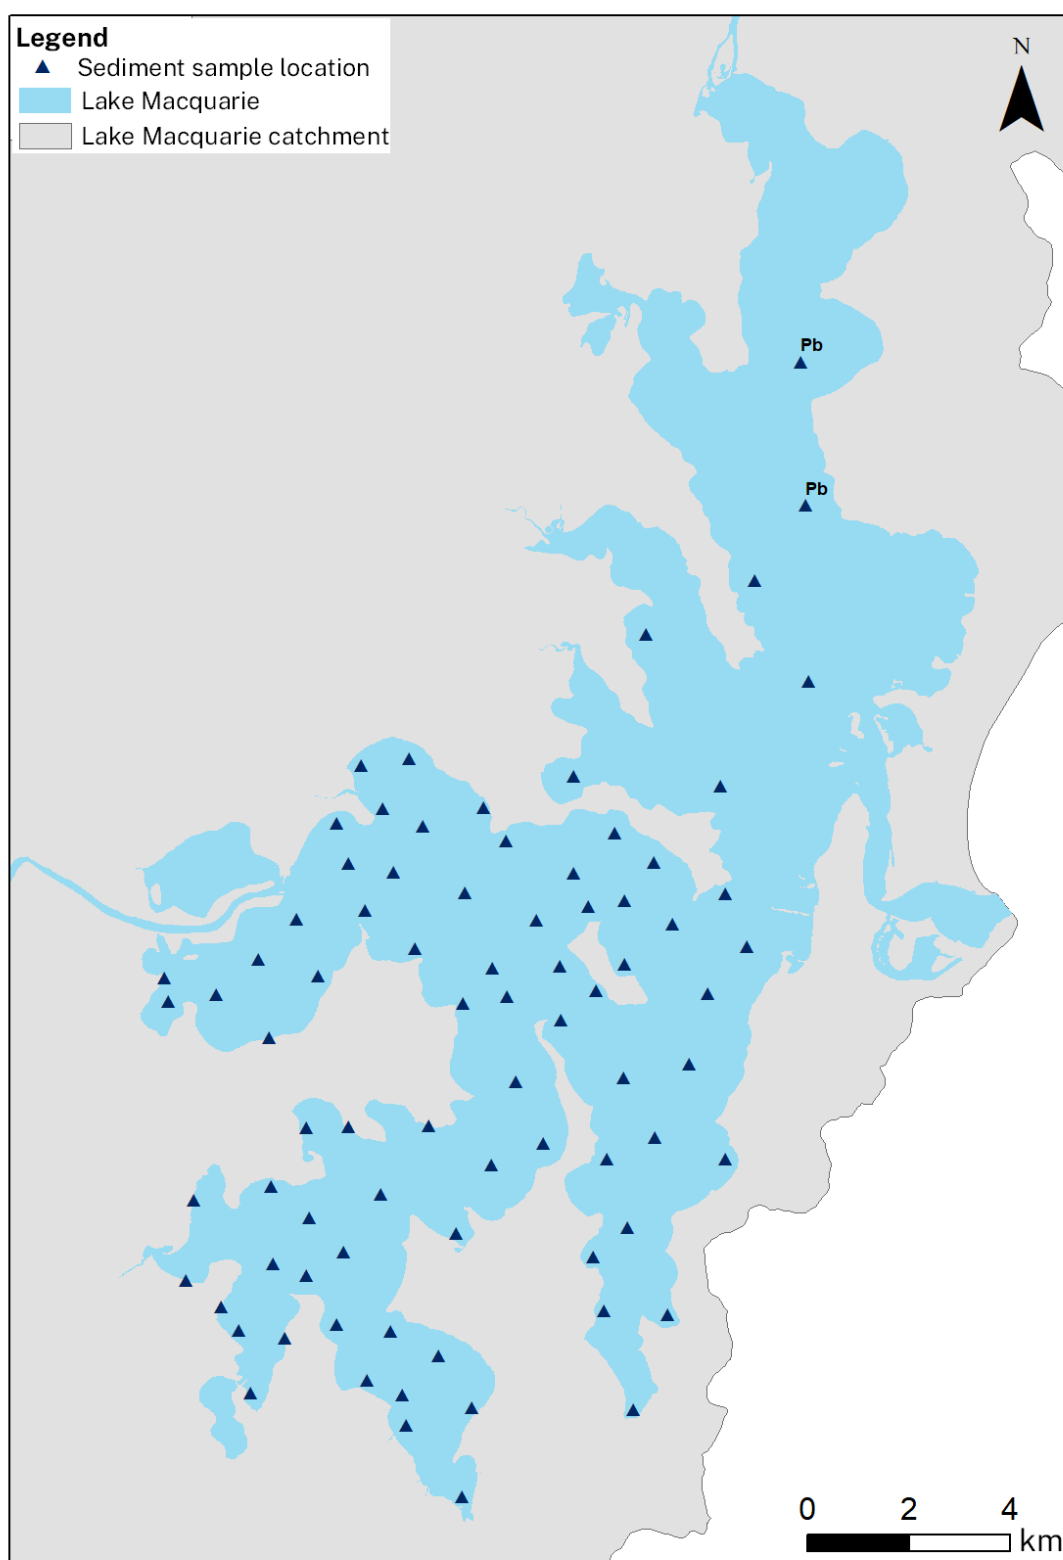 Legend
Sediment sample location
Lake Macquarie
Lake Macquarie catchment
N
Pb
Pb
0 2 4
km